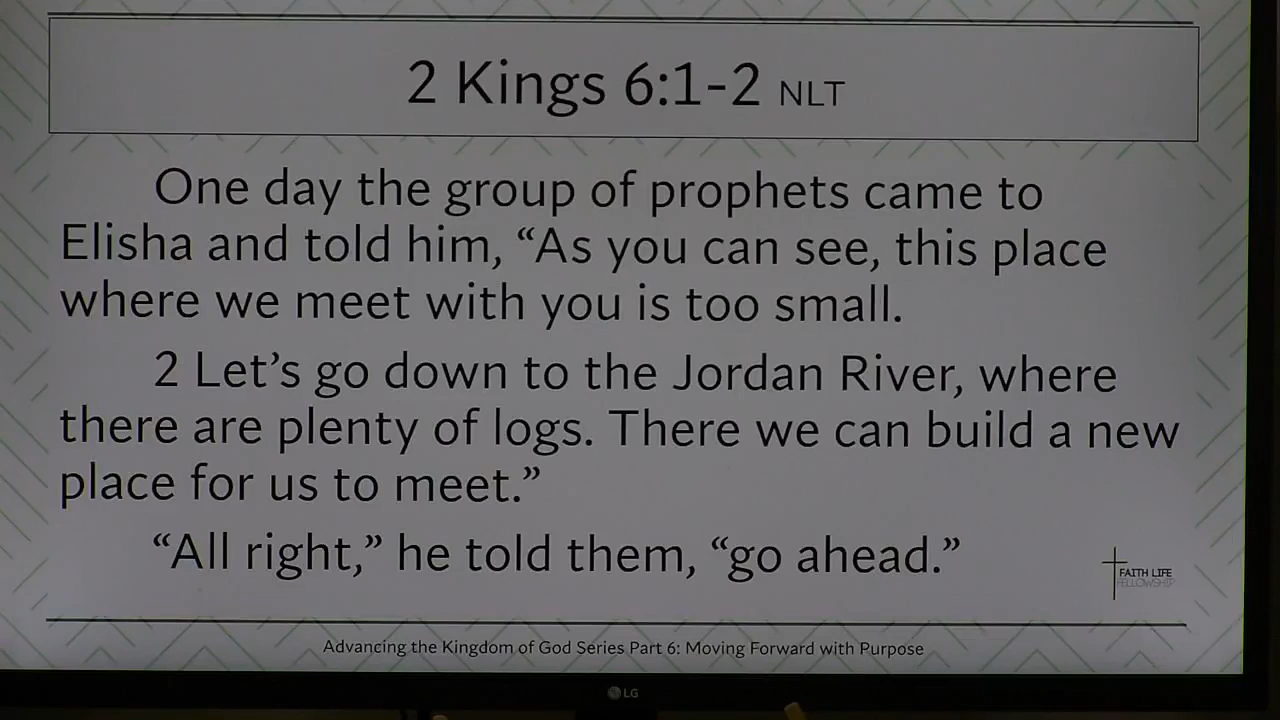 2 Kings 6:1-2 NLT
One day the group of prophets came to
Elisha and told him, “As you can see, this place
where we meet with you is too small.
2 Let’s go down to the Jordan River, where
there are plenty of logs. There we can build a new
place for us to meet.”
“All right,” he told them, “go ahead.”
FAITH LIFE
FELLOWSHIP
Advancing the Kingdom of God Series Part 6: Moving Forward with Purpose
LG